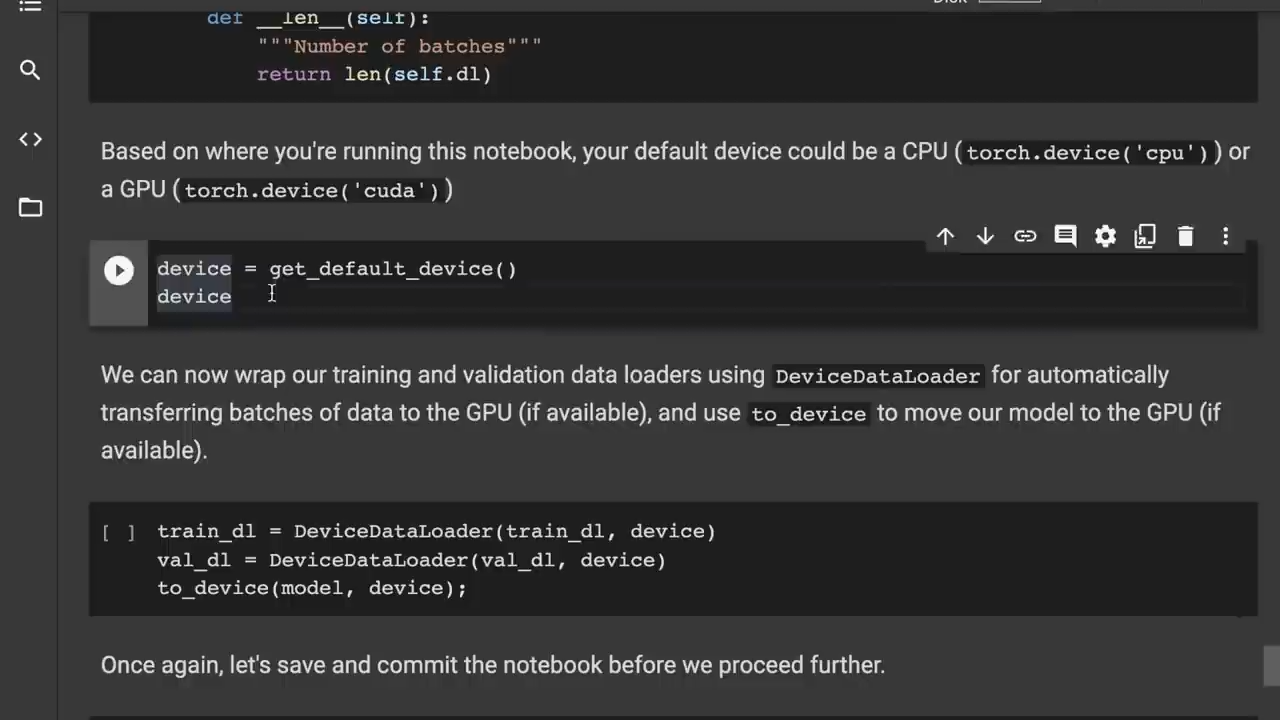 def __len__(self):
"""Number of batches"""
return len(self.dl)
Based on where you're running this notebook, your default device could be a CPU (torch.device('cpu')) or
a GPU (torch.device('cuda'))
device = get_default_device()
device
We can now wrap our training and validation data loaders using DeviceDataLoader for automatically
transferring batches of data to the GPU (if available), and use to_device to move our model to the GPU (if
available).
[ ] train_dl = DeviceDataLoader(train_dl, device)
val_dl = DeviceDataLoader(val_dl, device)
to_device(model, device);
Once again, let's save and commit the notebook before we proceed further.